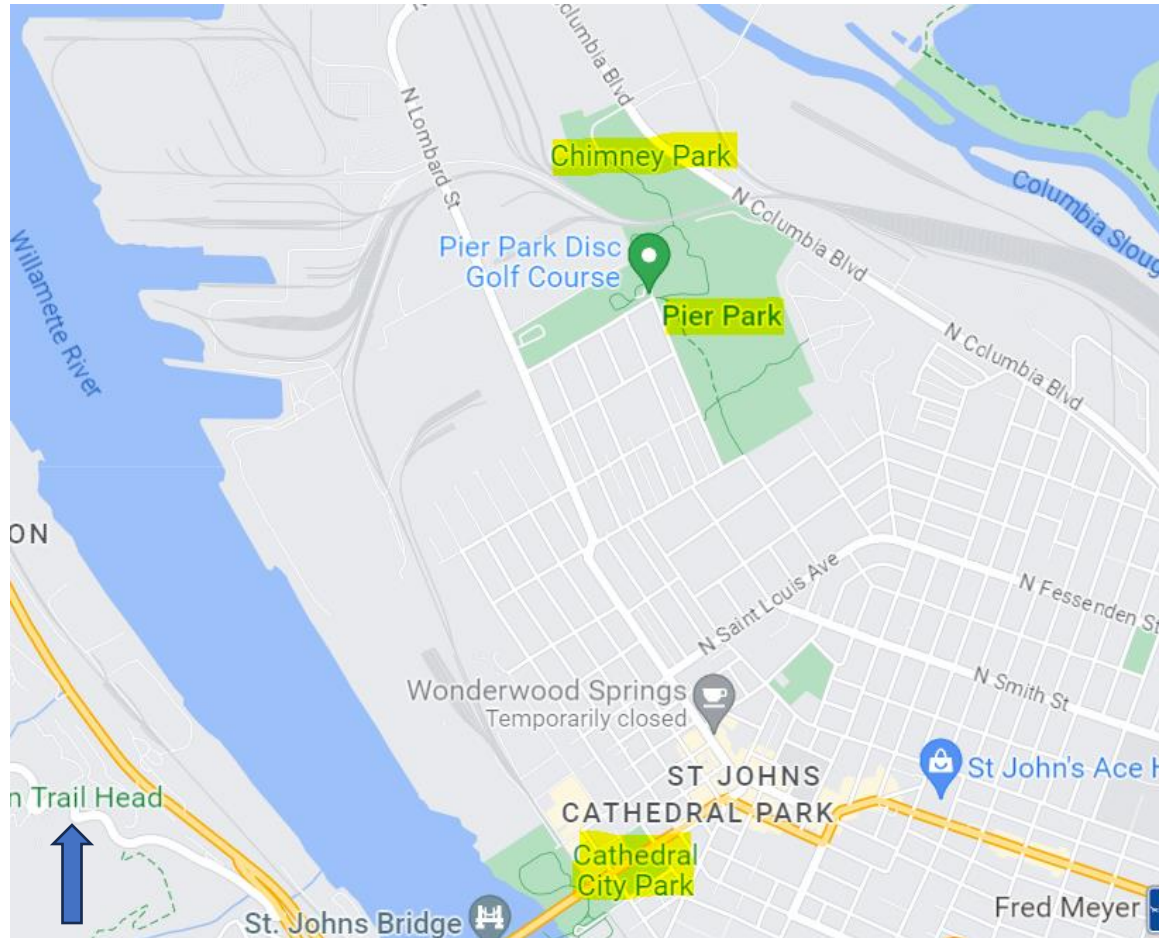 Columbia Blvd
N Lombard St
Chimney Park
N Columbia Blvd
Columbia Sloug
Pier Park Disc
Golf Course
Willamette River
Pier Park
N Columbia Blvd
ON
N Saint Louis Ave
N Fessenden St
N Smith St
Wonderwood Springs
Temporarily closed
ST JOHNS
CATHEDRAL PARK
St John's Ace H
n Trail Head
Cathedral
City Park
St. Johns Bridge
Fred Meyer